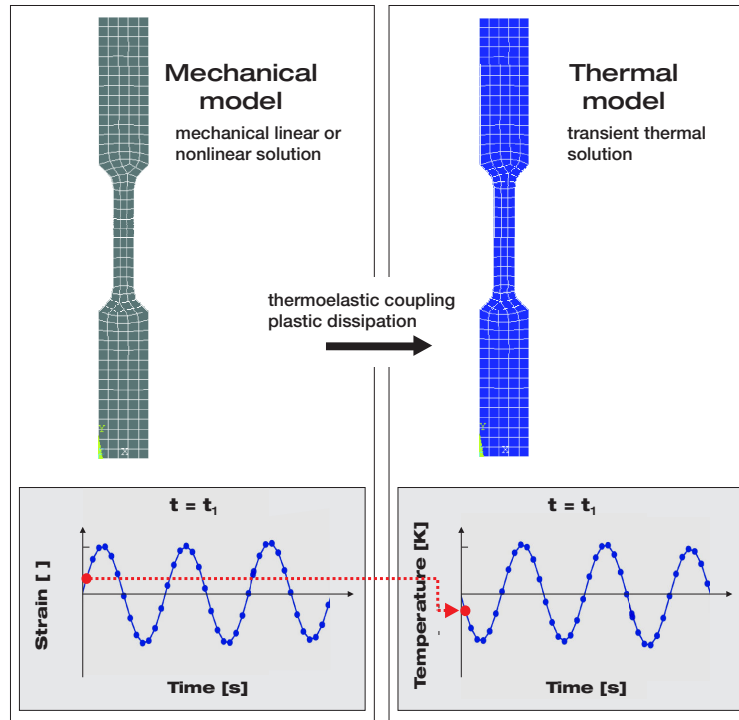 Mechanical
model
mechanical linear or
nonlinear solution
Thermal
model
transient thermal
solution
thermoelastic coupling
plastic dissipation
Y
X
Y
X
t = t₁
Strain [ ]
Time [s]
t = t₁
Temperature [K]
Time [s]